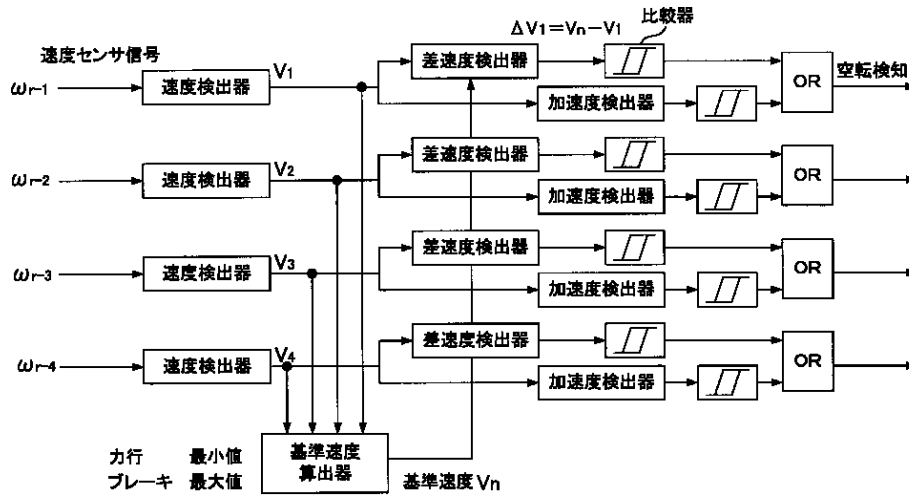 比較器
ΔV1=Vn−V1
速度センサ信号
ωr-1
速度検出器
V1
差速度検出器
加速度検出器
OR
空転検知
ωr-2
速度検出器
V2
差速度検出器
加速度検出器
OR
ωr-3
速度検出器
V3
差速度検出器
加速度検出器
OR
ωr-4
速度検出器
V4
差速度検出器
加速度検出器
OR
力行 最小値
ブレーキ 最大値
基準速度
算出器
基準速度Vn